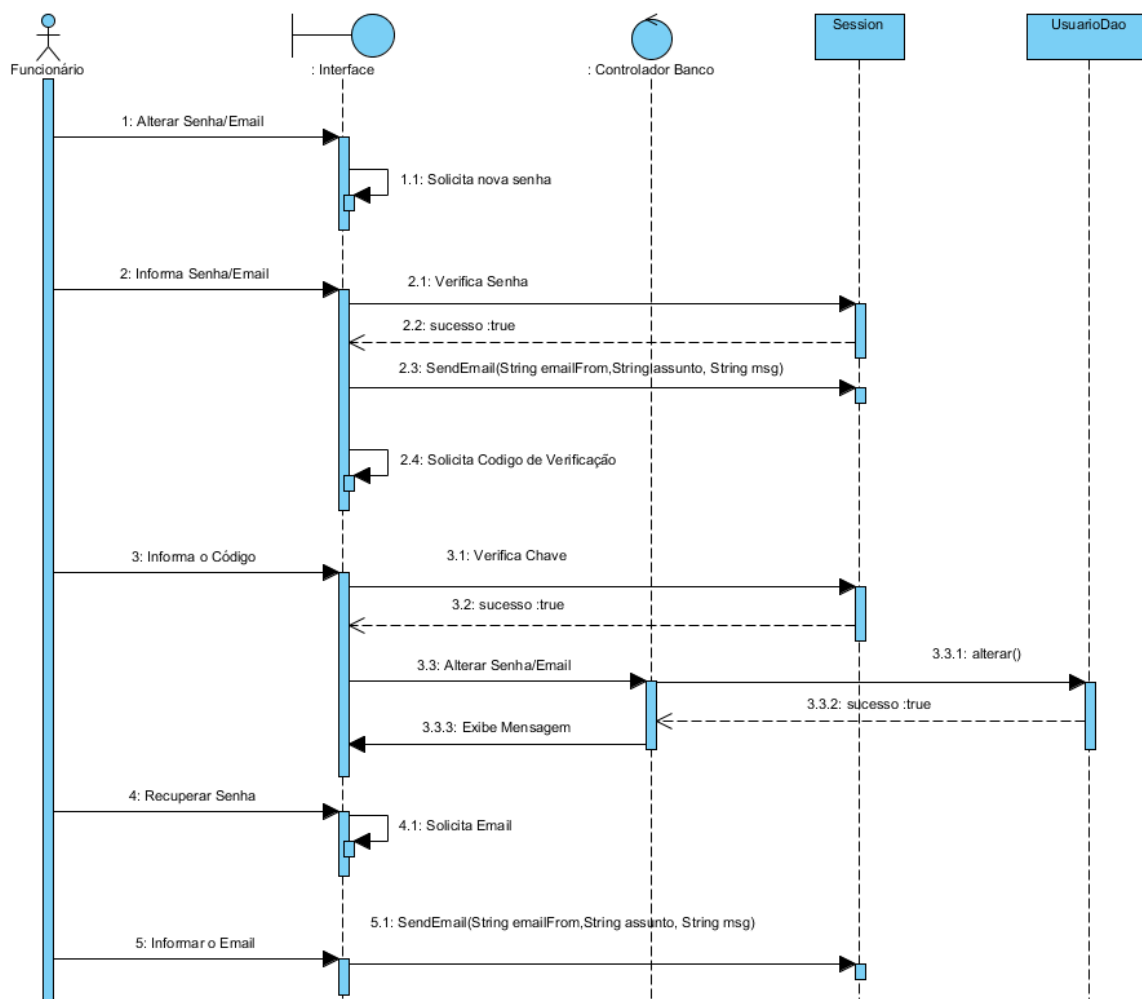 Session
UsuarioDao
Funcionário
: Interface
: Controlador Banco
1: Alterar Senha/Email
1.1: Solicita nova senha
2: Informa Senha/Email
2.1: Verifica Senha
2.2: sucesso :true
2.3: SendEmail(String emailFrom,String assunto, String msg)
2.4: Solicita Codigo de Verificação
3: Informa o Código
3.1: Verifica Chave
3.2: sucesso :true
3.3: Alterar Senha/Email
3.3.1: alterar()
3.3.2: sucesso :true
3.3.3: Exibe Mensagem
4: Recuperar Senha
4.1: Solicita Email
5.1: SendEmail(String emailFrom,String assunto, String msg)
5: Informar o Email